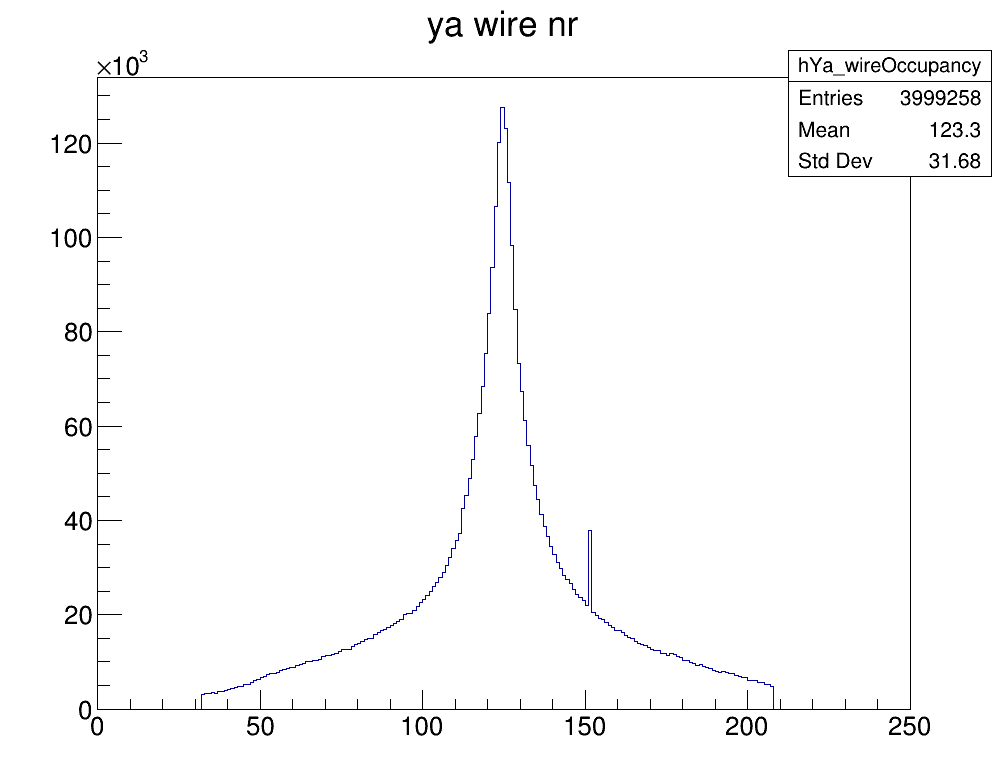 ya wire nr
×10³
hYa_wireOccupancy
Entries 3999258
Mean 123.3
Std Dev 31.68
120
100
80
60
40
20
0
0 50 100 150 200 250